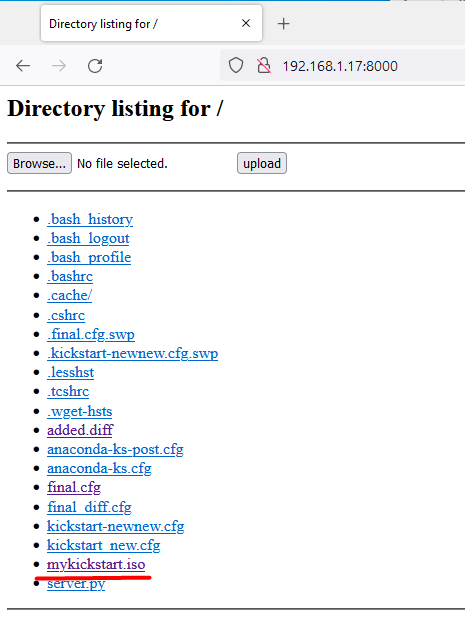 Directory listing for /
192.168.1.17:8000
Directory listing for /
Browse... No file selected. upload
.bash_history
.bash_logout
.bash_profile
.bashrc
.cache/
.cshrc
.final.cfg.swp
.kickstart-newnew.cfg.swp
.lesshst
.tcshrc
.wget-hsts
added.diff
anaconda-ks-post.cfg
anaconda-ks.cfg
final.cfg
final_diff.cfg
kickstart-newnew.cfg
kickstart_new.cfg
mykickstart.iso
server.py